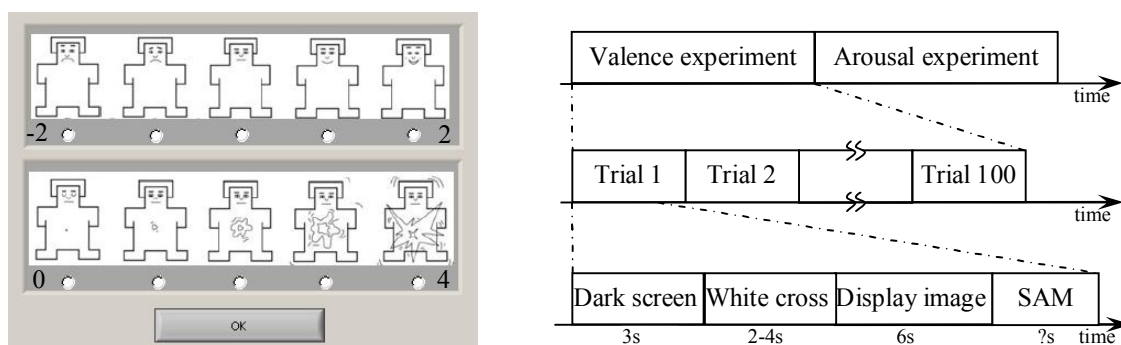 -2 2
0 4
OK
Valence experiment Arousal experiment
time
Trial 1 Trial 2 Trial 100
time
Dark screen White cross Display image SAM
3s 2-4s 6s ?s time